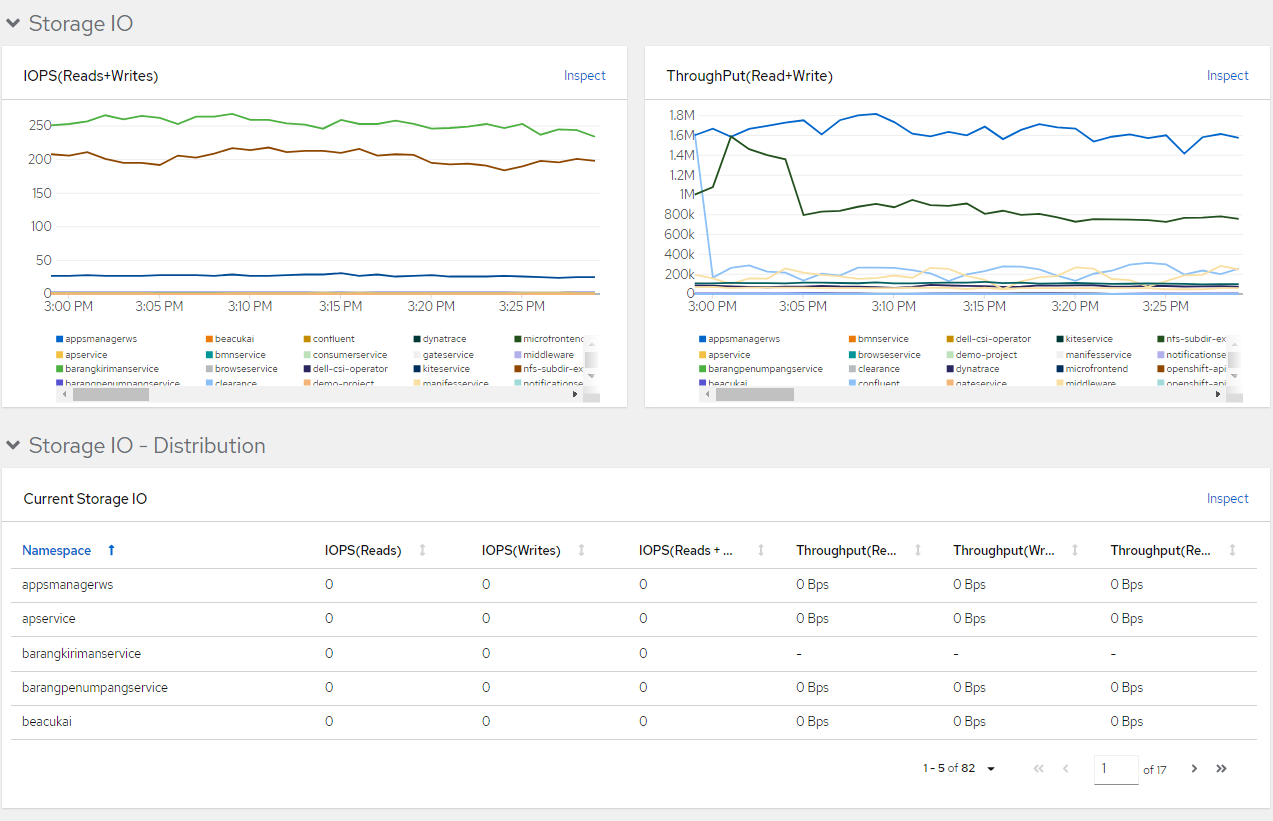 Storage IO
IOPS(Reads+Writes) Inspect
250
200
150
100
50
0
3:00 PM 3:05 PM 3:10 PM 3:15 PM 3:20 PM 3:25 PM
appsmanagerws beacukai confluent dynatrace microfrontend
apservice bmnservice consumerservice gateservice middleware
barangkirimanservice browseservice dell-csi-operator kiteservice nfs-subdir-ex
barangpenumpangservice clearance demo-project manifesservice notificationse
ThroughPut(Read+Write) Inspect
1.8M
1.6M
1.4M
1.2M
1M
800k
600k
400k
200k
0
3:00 PM 3:05 PM 3:10 PM 3:15 PM 3:20 PM 3:25 PM
appsmanagerws bmnservice dell-csi-operator kiteservice nfs-subdir-ex
apservice browseservice demo-project manifesservice notificationse
barangpenumpangservice clearance dynatrace microfrontend openshift-api
beacukai confluent gateservice middleware openshift-api
Storage IO - Distribution
Current Storage IO Inspect
Namespace IOPS(Reads) IOPS(Writes) IOPS(Reads + ... Throughput(Re... Throughput(Wr... Throughput(Re...
appsmanagerws 0 0 0 0 Bps 0 Bps 0 Bps
apservice 0 0 0 0 Bps 0 Bps 0 Bps
barangkirimanservice 0 0 0 - - -
barangpenumpangservice 0 0 0 0 Bps 0 Bps 0 Bps
beacukai 0 0 0 0 Bps 0 Bps 0 Bps
1 - 5 of 82 1 of 17